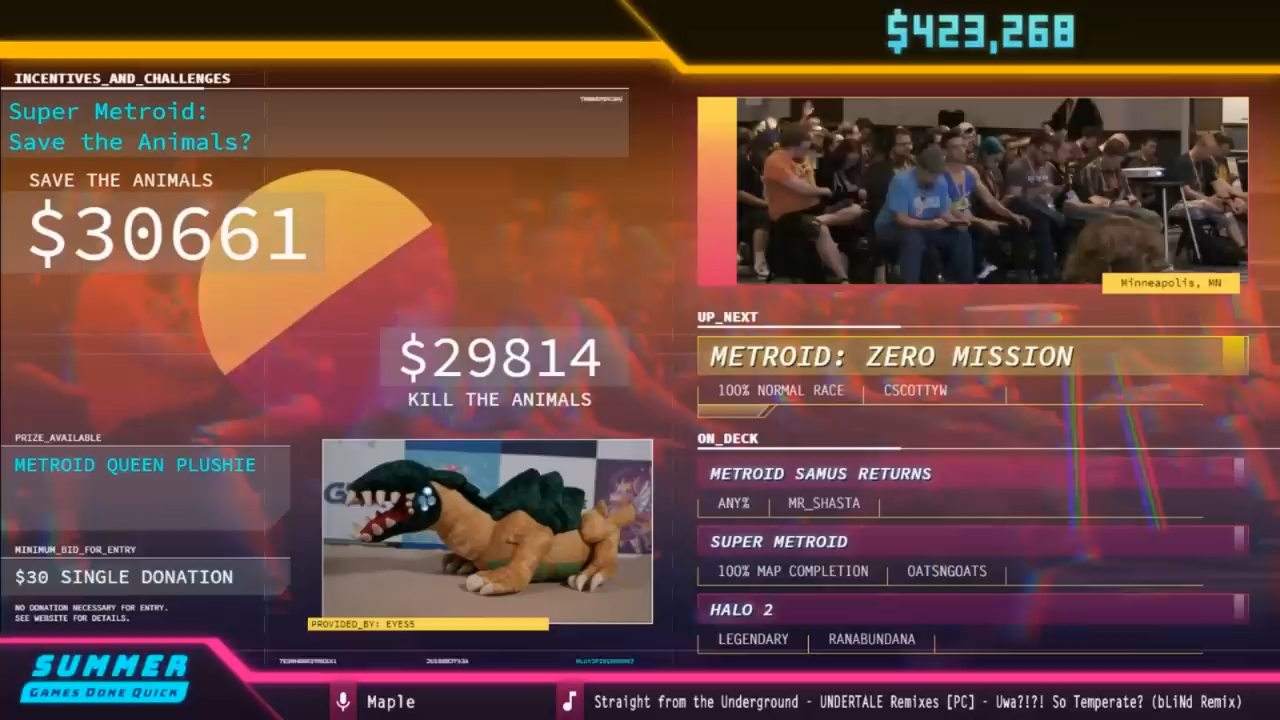 $423,268
INCENTIVES_AND_CHALLENGES
Super Metroid:
Save the Animals?
SAVE THE ANIMALS
$30661
$29814
KILL THE ANIMALS
PRIZE_AVAILABLE
METROID QUEEN PLUSHIE
MINIMUM_BID_FOR_ENTRY
$30 SINGLE DONATION
NO DONATION NECESSARY FOR ENTRY.
SEE WEBSITE FOR DETAILS.
PROVIDED_BY: EYES5
Minneapolis, MN
UP_NEXT
METROID: ZERO MISSION
100% NORMAL RACE CSCOTTYW
ON_DECK
METROID SAMUS RETURNS
ANY% MR_SHASTA
SUPER METROID
100% MAP COMPLETION OATSNGOATS
HALO 2
LEGENDARY RANABUNDANA
SUMMER
GAMES DONE QUICK
Maple
Straight from the Underground - UNDERTALE Remixes [PC] - Uwa?!?! So Temperate? (bLiNd Remix)